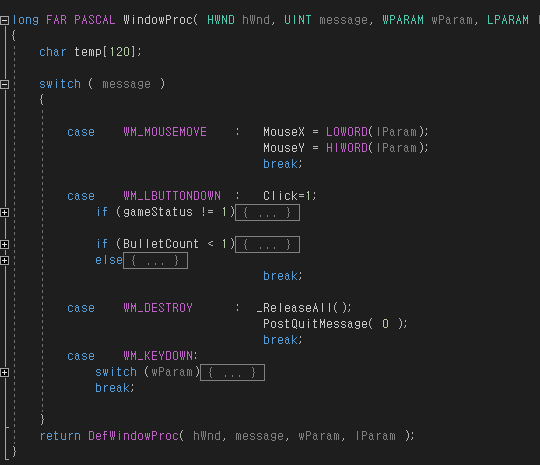 long FAR PASCAL WindowProc( HWND hWnd, UINT message, WPARAM wParam, LPARAM
{
char temp[120];
switch ( message )
{
case WM_MOUSEMOVE : MouseX = LOWORD(lParam);
MouseY = HIWORD(lParam);
break;
case WM_LBUTTONDOWN : Click=1;
if (gameStatus != 1){ ... }
if (BulletCount < 1){ ... }
else{ ... }
break;
case WM_DESTROY : _ReleaseAll();
PostQuitMessage( 0 );
break;
case WM_KEYDOWN:
switch (wParam){ ... }
break;
}
return DefWindowProc( hWnd, message, wParam, lParam );
}